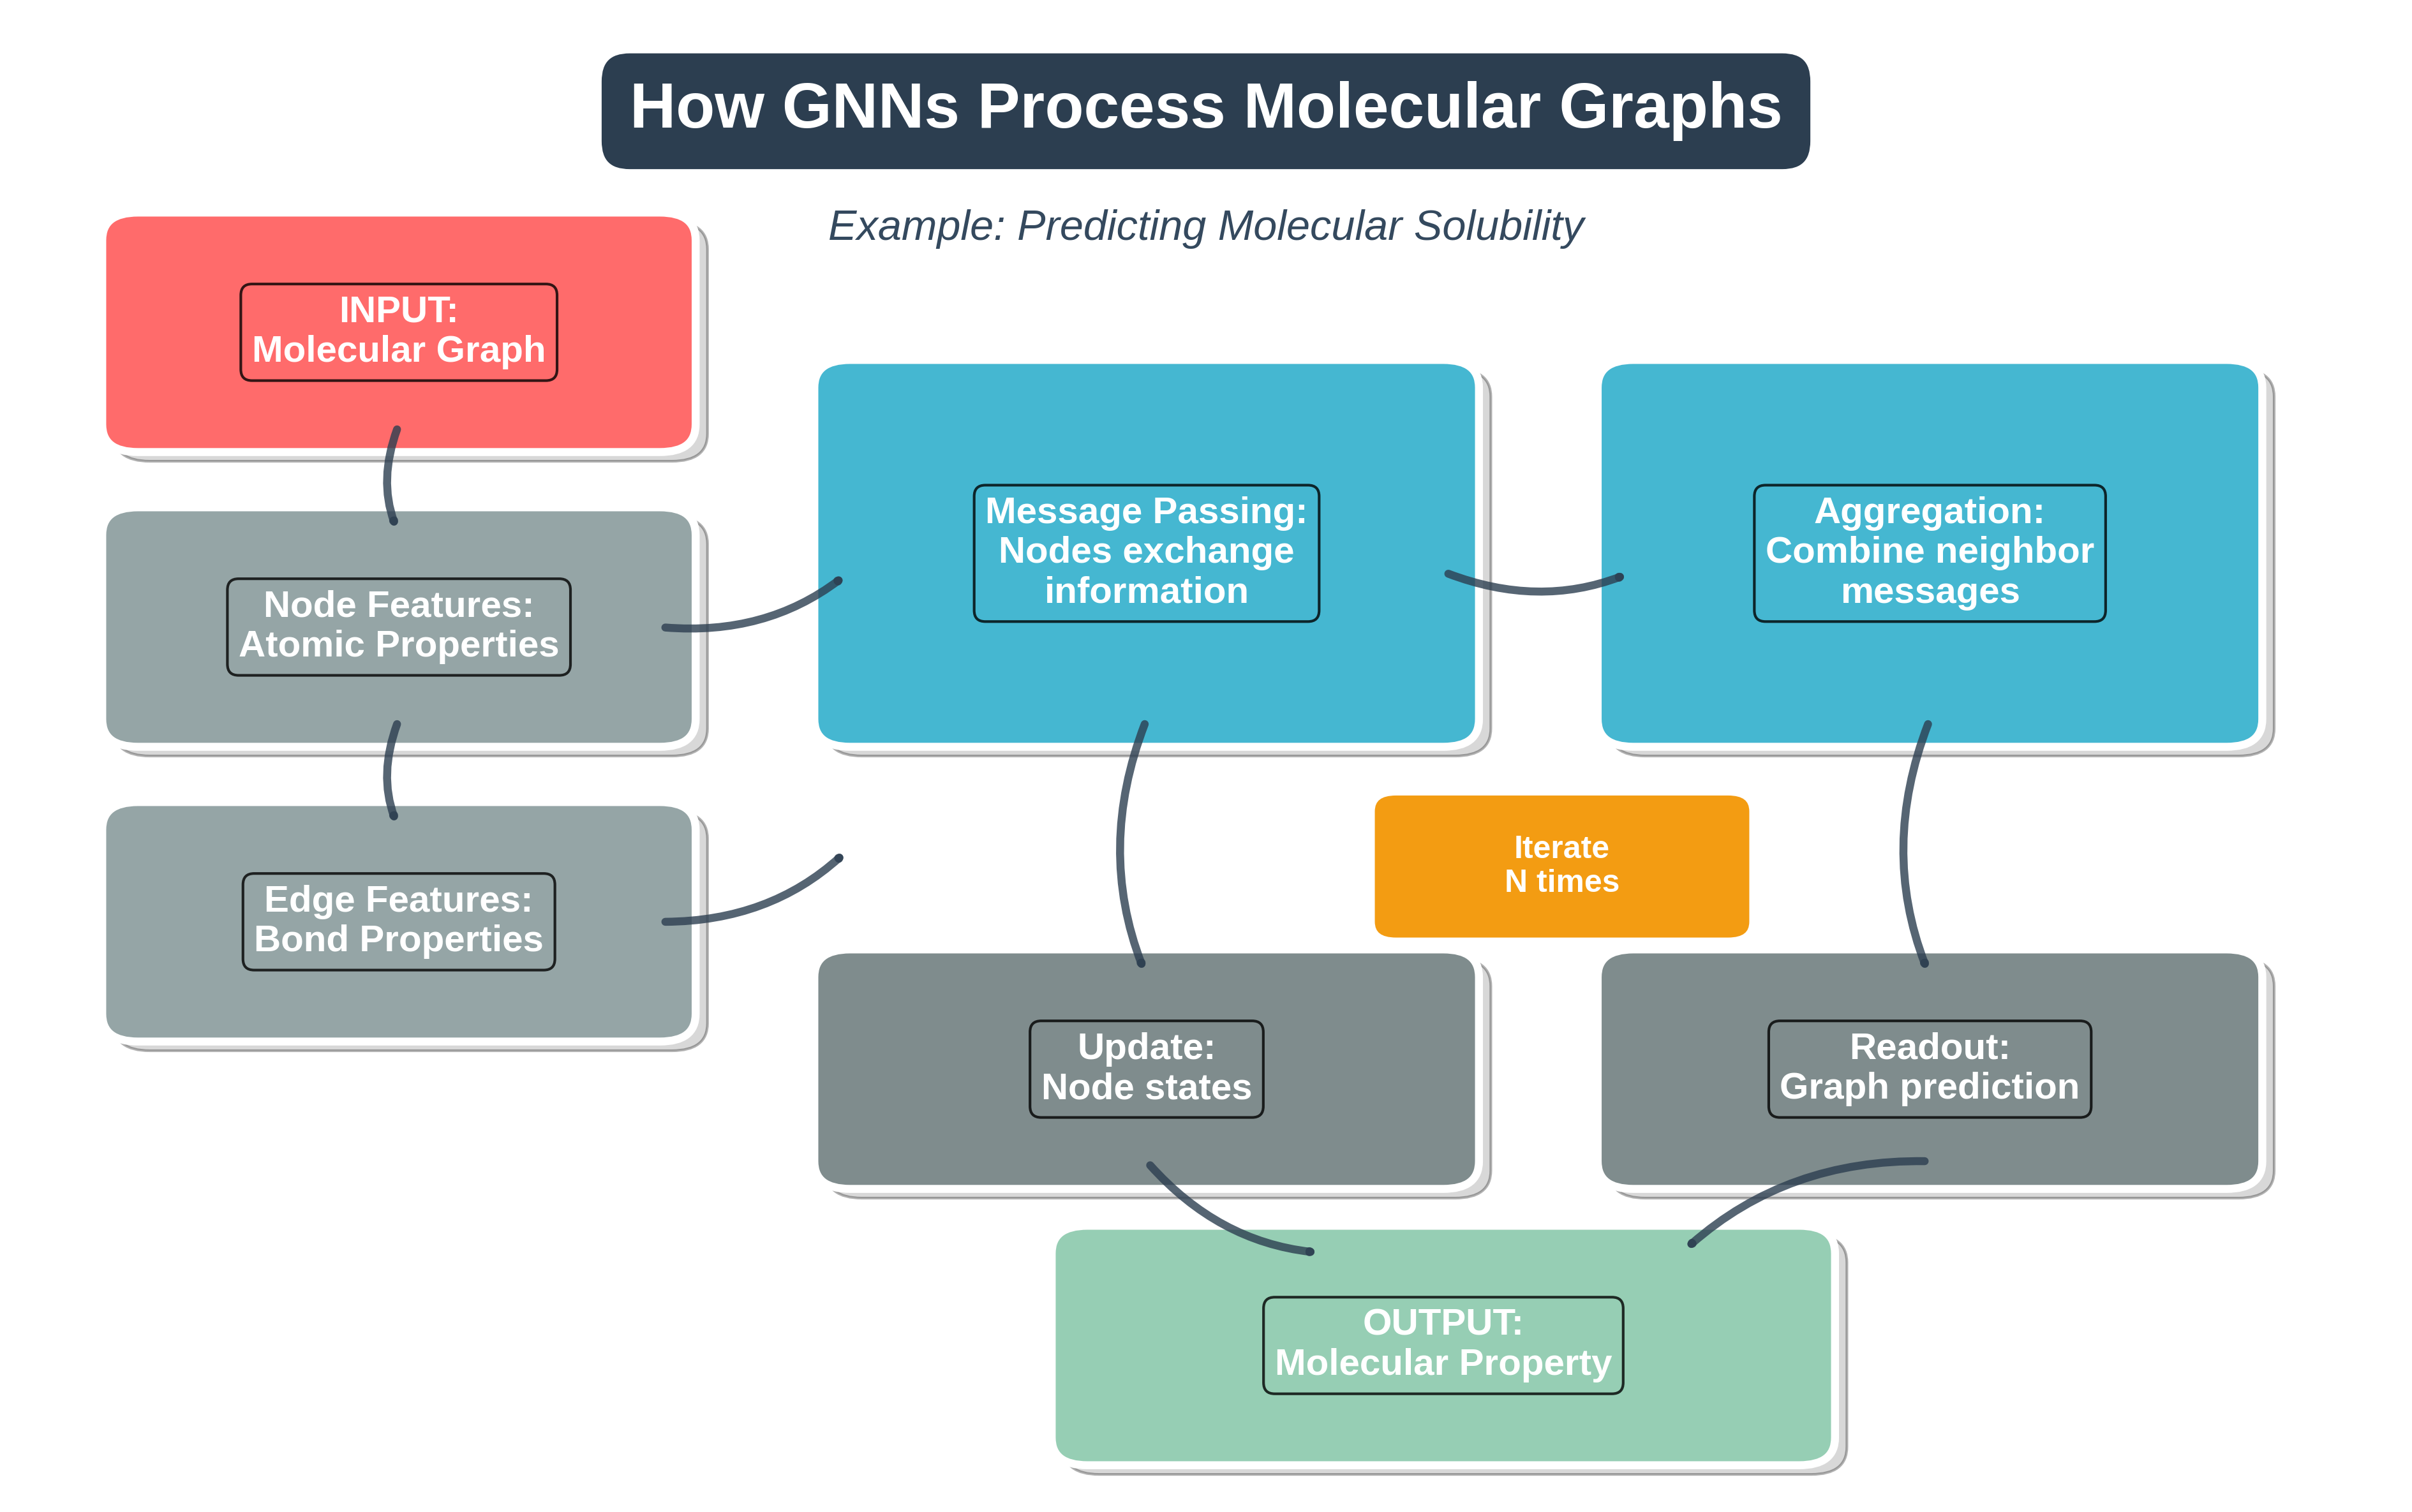 How GNNs Process Molecular Graphs
Example: Predicting Molecular Solubility
INPUT:
Molecular Graph
Node Features:
Atomic Properties
Edge Features:
Bond Properties
Message Passing:
Nodes exchange
information
Aggregation:
Combine neighbor
messages
Iterate
N times
Update:
Node states
Readout:
Graph prediction
OUTPUT:
Molecular Property